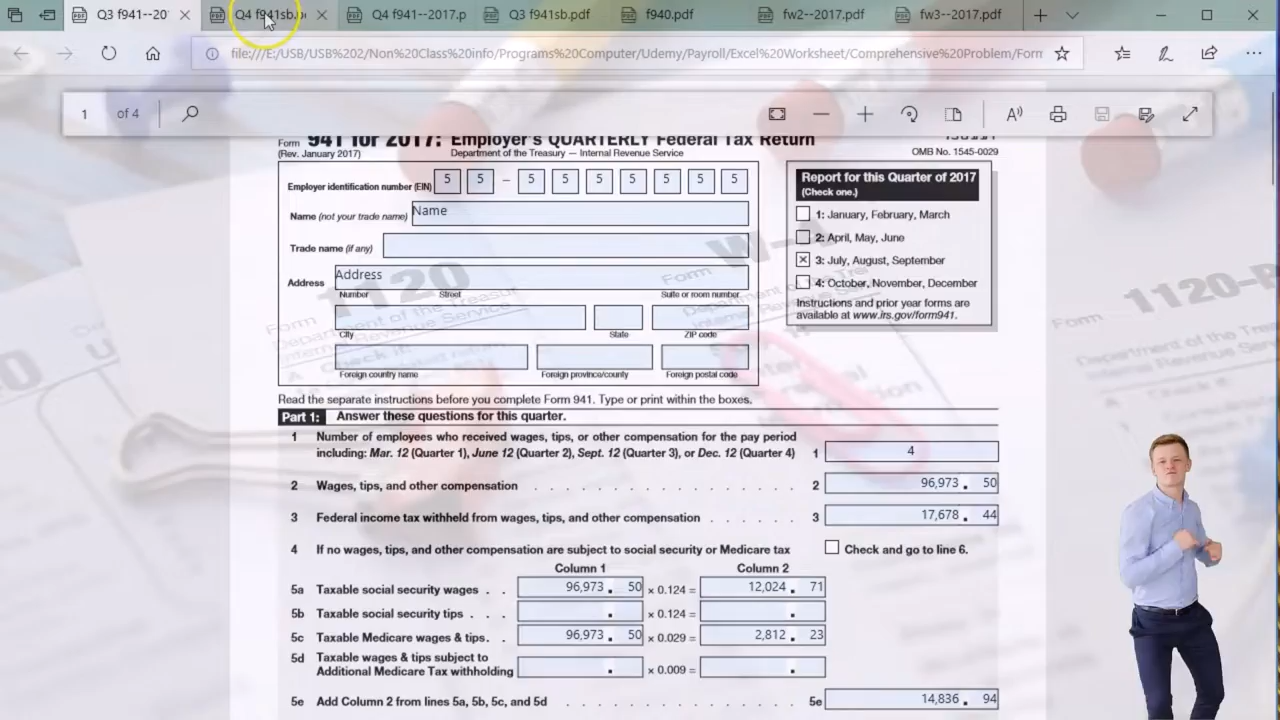 Q3 f941--20
Q4 f941sb.p
Q4 f941--2017.p
Q3 f941sb.pdf
f940.pdf
fw2--2017.pdf
fw3--2017.pdf
file:///E:/USB/USB%202/Non%20Class%20info/Programs%20Computer/Udemy/Payroll/Excel%20Worksheet/Comprehensive%20Problem/Form
1 of 4
Form 941 for 2017: Employer's QUARTERLY Federal Tax Return
(Rev. January 2017) Department of the Treasury — Internal Revenue Service OMB No. 1545-0029
Employer identification number (EIN) 5 5 – 5 5 5 5 5 5 5
Name (not your trade name) Name
Trade name (if any)
Address Address
Number Street Suite or room number
City State ZIP code
Foreign country name Foreign province/county Foreign postal code
Report for this Quarter of 2017
(Check one.)
1: January, February, March
2: April, May, June
3: July, August, September
4: October, November, December
Instructions and prior year forms are
available at www.irs.gov/form941.
Read the separate instructions before you complete Form 941. Type or print within the boxes.
Part 1: Answer these questions for this quarter.
1 Number of employees who received wages, tips, or other compensation for the pay period
including: Mar. 12 (Quarter 1), June 12 (Quarter 2), Sept. 12 (Quarter 3), or Dec. 12 (Quarter 4) 1 4
2 Wages, tips, and other compensation . . . . . . . . . . . . . . . . . 2 96,973 . 50
3 Federal income tax withheld from wages, tips, and other compensation . . . . . . 3 17,678 . 44
4 If no wages, tips, and other compensation are subject to social security or Medicare tax Check and go to line 6.
Column 1 Column 2
5a Taxable social security wages . . 96,973 . 50 × 0.124 = 12,024 . 71
5b Taxable social security tips . . . . × 0.124 = .
5c Taxable Medicare wages & tips. . 96,973 . 50 × 0.029 = 2,812 . 23
5d Taxable wages & tips subject to
Additional Medicare Tax withholding . × 0.009 = .
5e Add Column 2 from lines 5a, 5b, 5c, and 5d . . . . . . . . . . . . . . . 5e 14,836 . 94
1120
Form
W-4
Form
1120-
Form